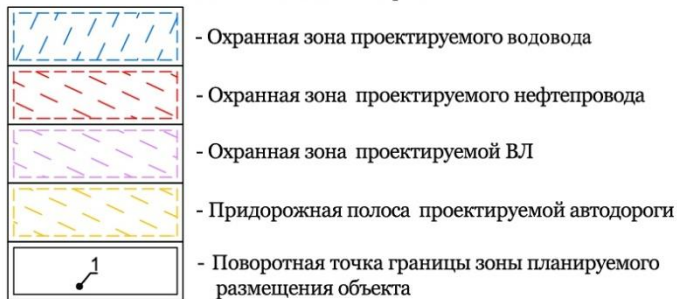 - Охранная зона проектируемого водовода
- Охранная зона проектируемого нефтепровода
- Охранная зона проектируемой ВЛ
- Придорожная полоса проектируемой автодороги
1
- Поворотная точка границы зоны планируемого
размещения объекта